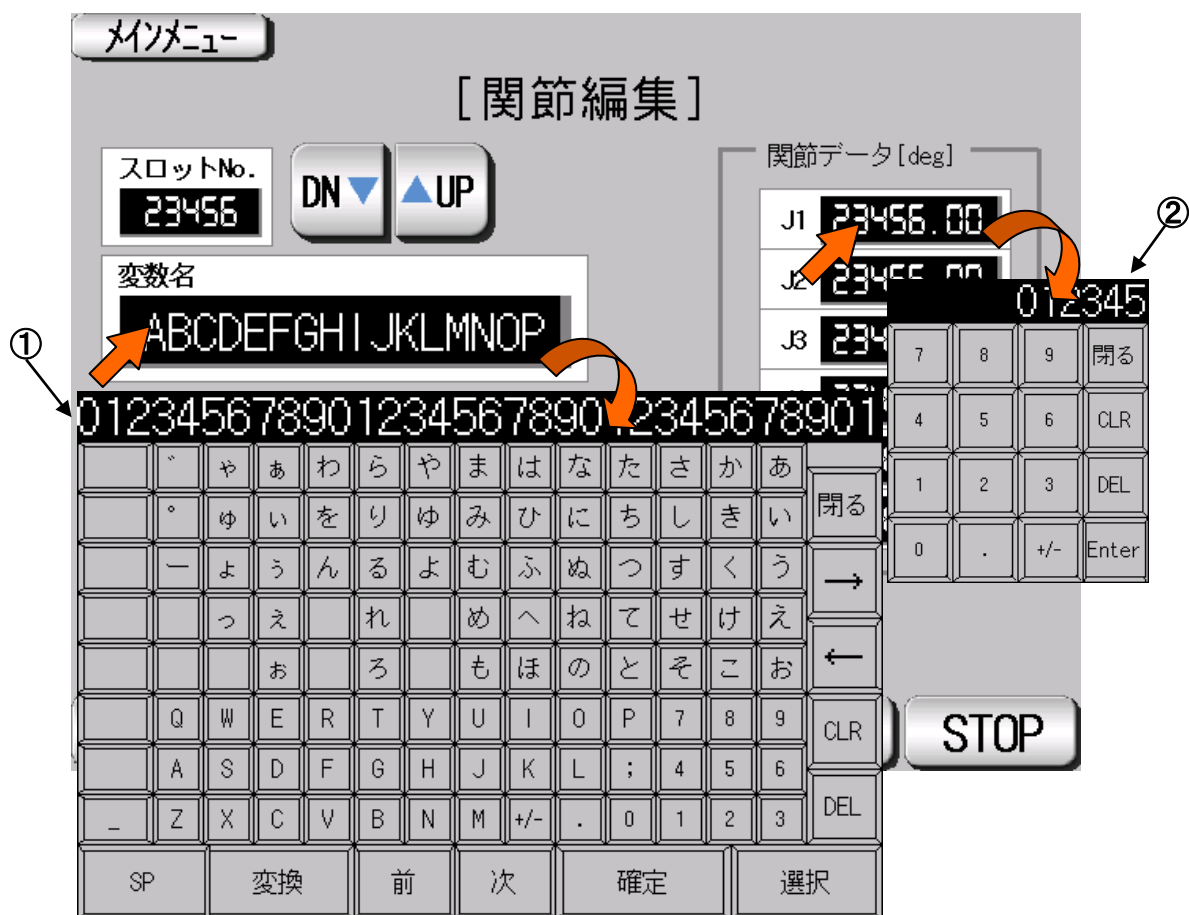 メインメニュー
[関節編集]
スロットNo.
23456
DN▼
▲UP
関節データ[deg]
J1 23456.00
J2
J3
変数名
ABCDEFGHIJKLMNOP
①
②
012345
7 8 9 閉る
4 5 6 CLR
1 2 3 DEL
0 . +/- Enter
゛ ゃ ぁ わ ら や ま は な た さ か あ
° ゅ ぃ を り ゆ み ひ に ち し き い 閉る
ー ょ ぅ ん る よ む ふ ぬ つ す く う →
っ ぇ れ め へ ね て せ け え
ぉ ろ も ほ の と そ こ お ←
Q W E R T Y U I O P 7 8 9 CLR
A S D F G H J K L ; 4 5 6
_ Z X C V B N M +/- . 0 1 2 3 DEL
SP 変換 前 次 確定 選択
STOP